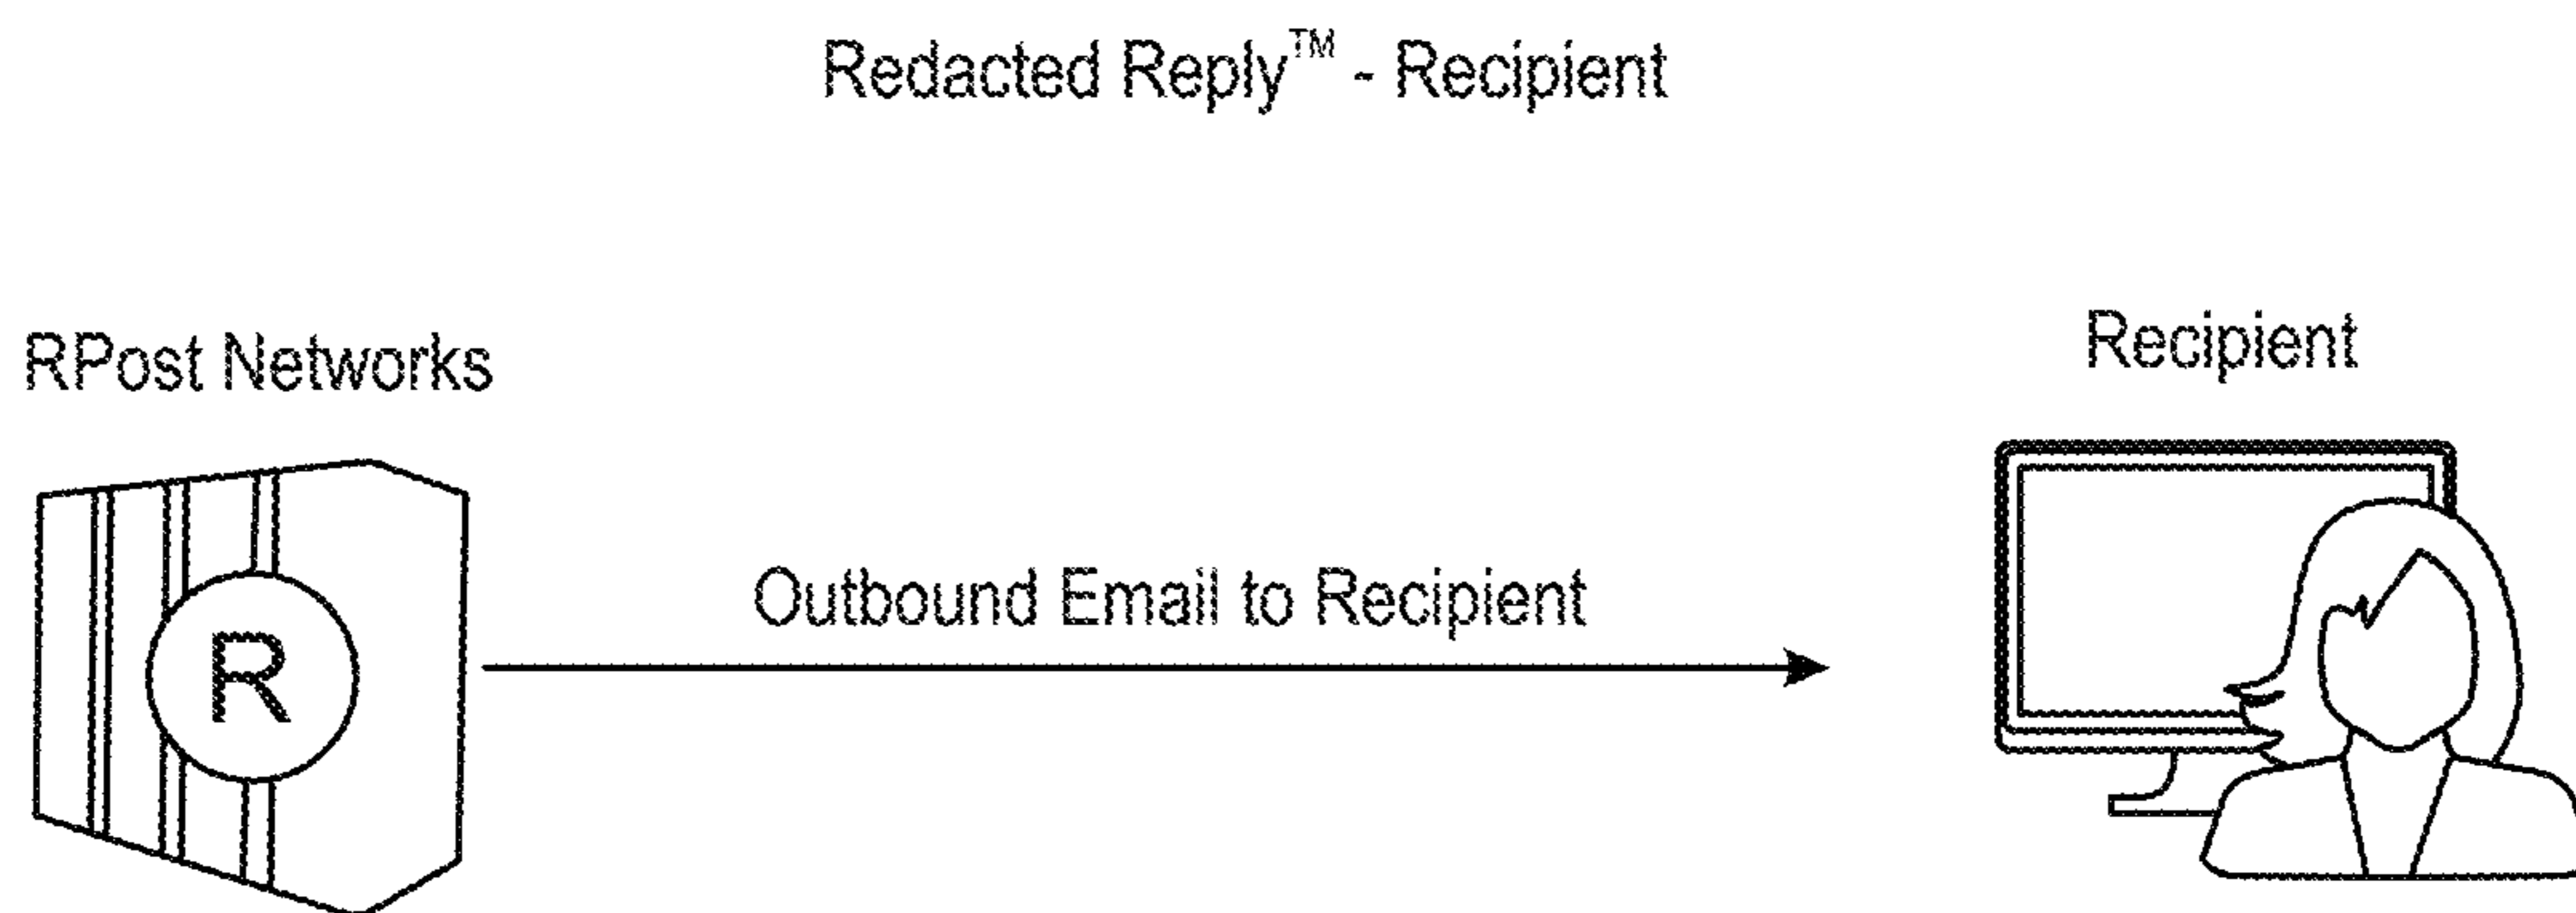 Redacted Reply™ - Recipient
RPost Networks
Recipient
Outbound Email to Recipient
R